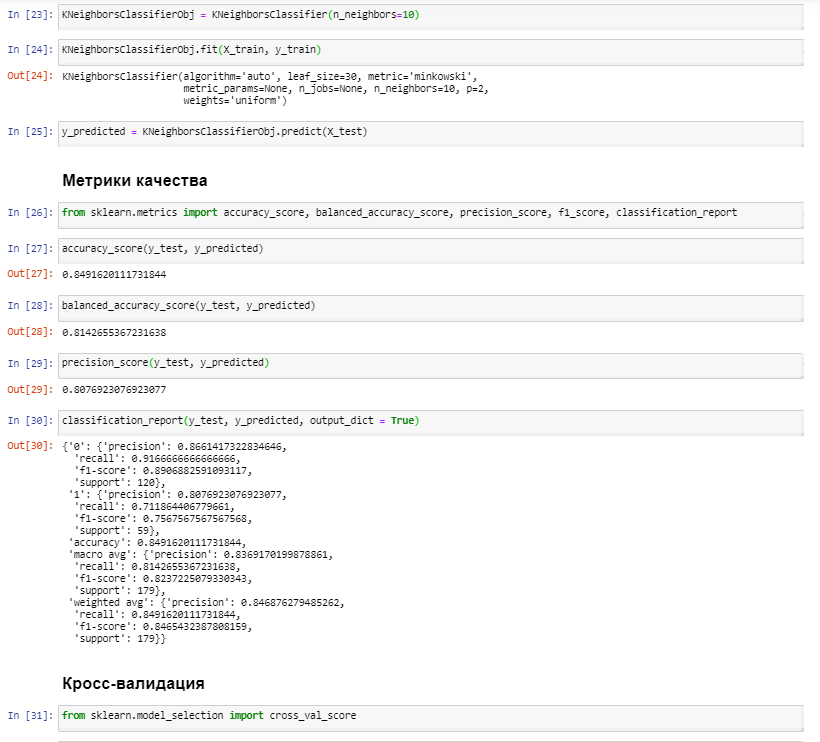 In [23]: KNeighborsClassifierObj = KNeighborsClassifier(n_neighbors=10)
In [24]: KNeighborsClassifierObj.fit(X_train, y_train)
Out[24]: KNeighborsClassifier(algorithm='auto', leaf_size=30, metric='minkowski',
metric_params=None, n_jobs=None, n_neighbors=10, p=2,
weights='uniform')
In [25]: y_predicted = KNeighborsClassifierObj.predict(X_test)
Метрики качества
In [26]: from sklearn.metrics import accuracy_score, balanced_accuracy_score, precision_score, f1_score, classification_report
In [27]: accuracy_score(y_test, y_predicted)
Out[27]: 0.8491620111731844
In [28]: balanced_accuracy_score(y_test, y_predicted)
Out[28]: 0.8142655367231638
In [29]: precision_score(y_test, y_predicted)
Out[29]: 0.8076923076923077
In [30]: classification_report(y_test, y_predicted, output_dict = True)
Out[30]: {'0': {'precision': 0.8661417322834646,
'recall': 0.9166666666666666,
'f1-score': 0.8906882591093117,
'support': 120},
'1': {'precision': 0.8076923076923077,
'recall': 0.711864406779661,
'f1-score': 0.7567567567567568,
'support': 59},
'accuracy': 0.8491620111731844,
'macro avg': {'precision': 0.8369170199878861,
'recall': 0.8142655367231638,
'f1-score': 0.8237225079330343,
'support': 179},
'weighted avg': {'precision': 0.846876279485262,
'recall': 0.8491620111731844,
'f1-score': 0.8465432387808159,
'support': 179}}
Кросс-валидация
In [31]: from sklearn.model_selection import cross_val_score